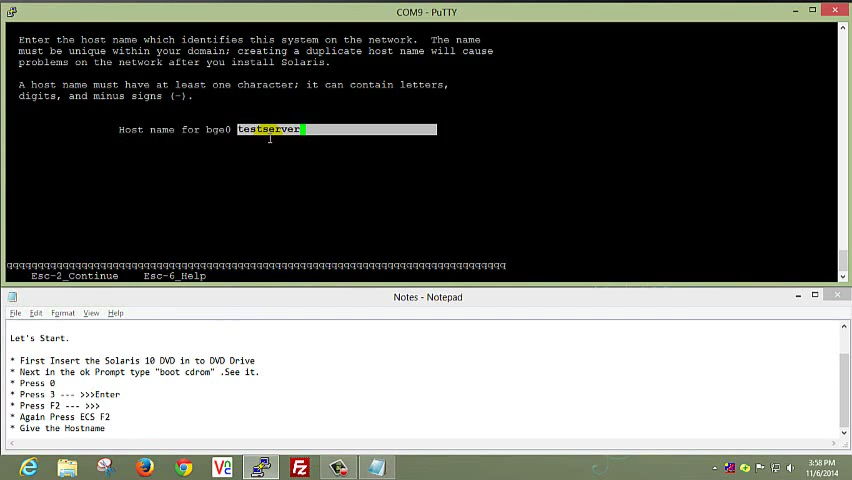 COM9 - PuTTY
Enter the host name which identifies this system on the network.  The name
must be unique within your domain; creating a duplicate host name will cause
problems on the network after you install Solaris.
A host name must have at least one character; it can contain letters,
digits, and minus signs (-).
Host name for bge0 testserver
qqqqqqqqqqqqqqqqqqqqqqqqqqqqqqqqqqqqqqqqqqqqqqqqqqqqqqqqqqqqqqqqqqqqqqqqqqqqqqqq
Esc-2_Continue    Esc-6_Help
Notes - Notepad
File Edit Format View Help
Let's Start.
* First Insert the Solaris 10 DVD in to DVD Drive
* Next in the ok Prompt type "boot cdrom" .See it.
* Press 0
* Press 3 --- >>>Enter
* Press F2 --- >>>
* Again Press ECS F2
* Give the Hostname
3:58 PM
11/6/2014